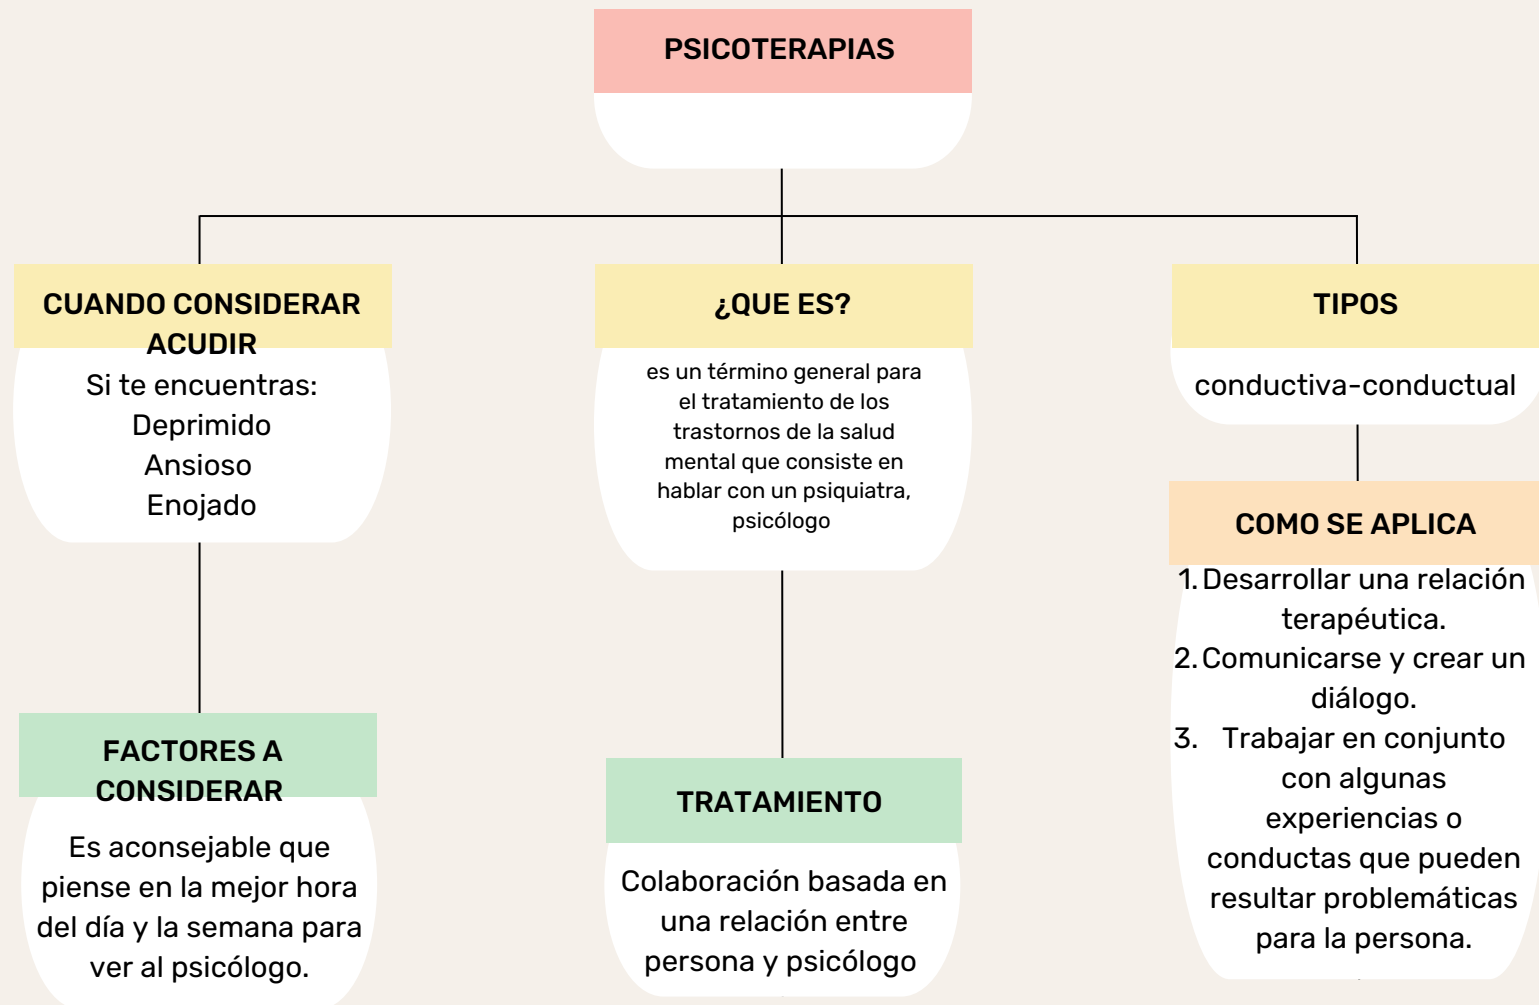 PSICOTERAPIAS
CUANDO CONSIDERAR
ACUDIR
Si te encuentras:
Deprimido
Ansioso
Enojado
FACTORES A
CONSIDERAR
Es aconsejable que
piense en la mejor hora
del día y la semana para
ver al psicólogo.
¿QUE ES?
es un término general para
el tratamiento de los
trastornos de la salud
mental que consiste en
hablar con un psiquiatra,
psicólogo
TRATAMIENTO
Colaboración basada en
una relación entre
persona y psicólogo
TIPOS
conductiva-conductual
COMO SE APLICA
1. Desarrollar una relación
terapéutica.
2. Comunicarse y crear un
diálogo.
3. Trabajar en conjunto
con algunas
experiencias o
conductas que pueden
resultar problemáticas
para la persona.